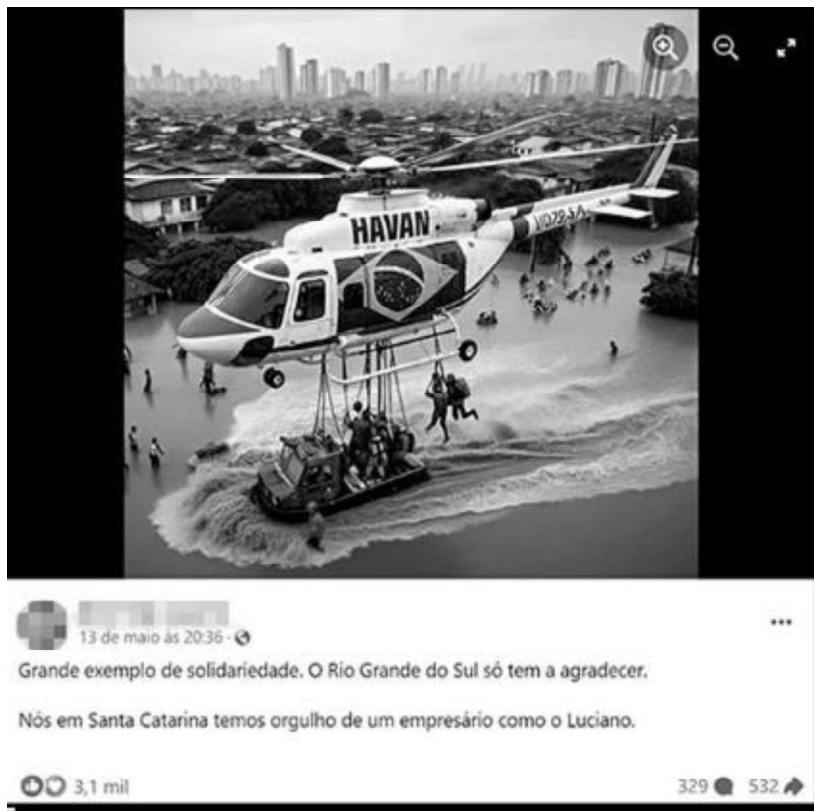 HAVAN
13 de maio às 20:36 ·
Grande exemplo de solidariedade. O Rio Grande do Sul só tem a agradecer.
Nós em Santa Catarina temos orgulho de um empresário como o Luciano.
3,1 mil
329
532